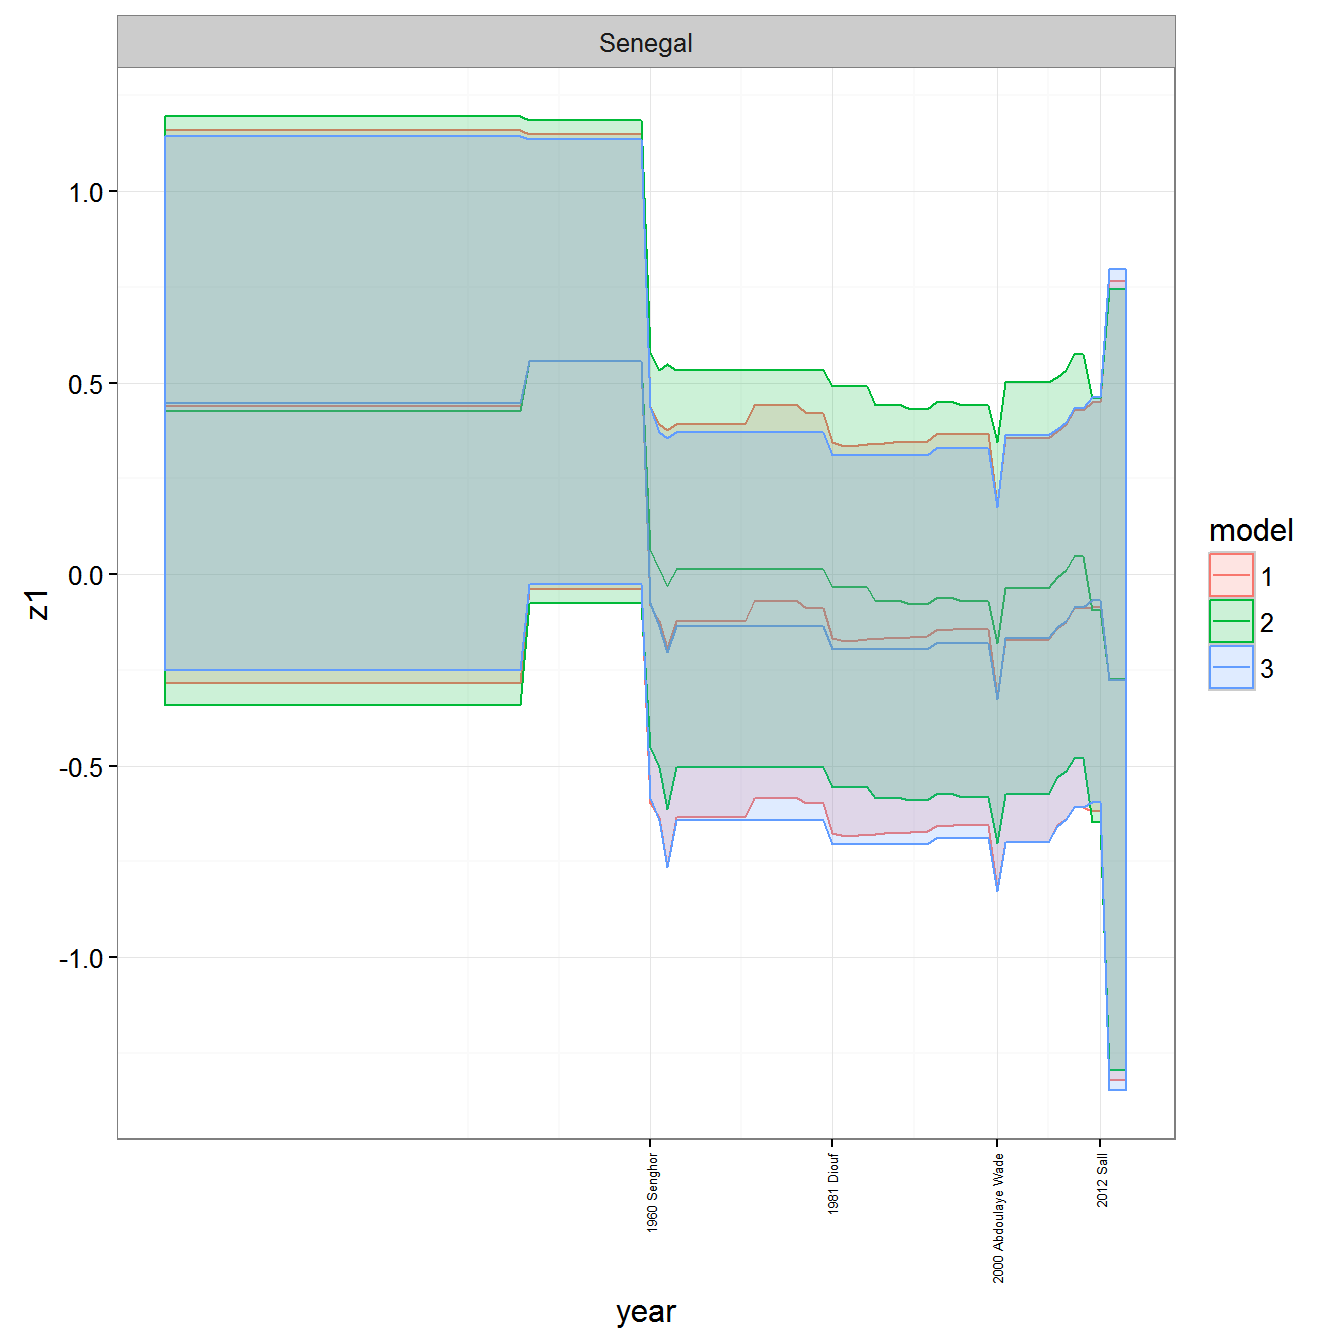 Senegal
1.0
0.5
0.0
-0.5
-1.0
z1
1960 Senghor
1981 Diouf
2000 Abdoulaye Wade
2012 Sall
year
model
1
2
3